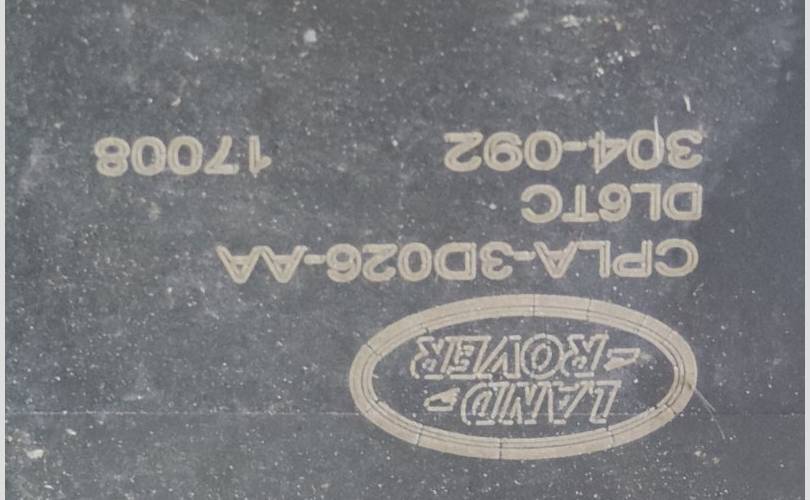 LAND-
-ROVER
CPLA-3D026-AA
DL6TC
304-092 17008